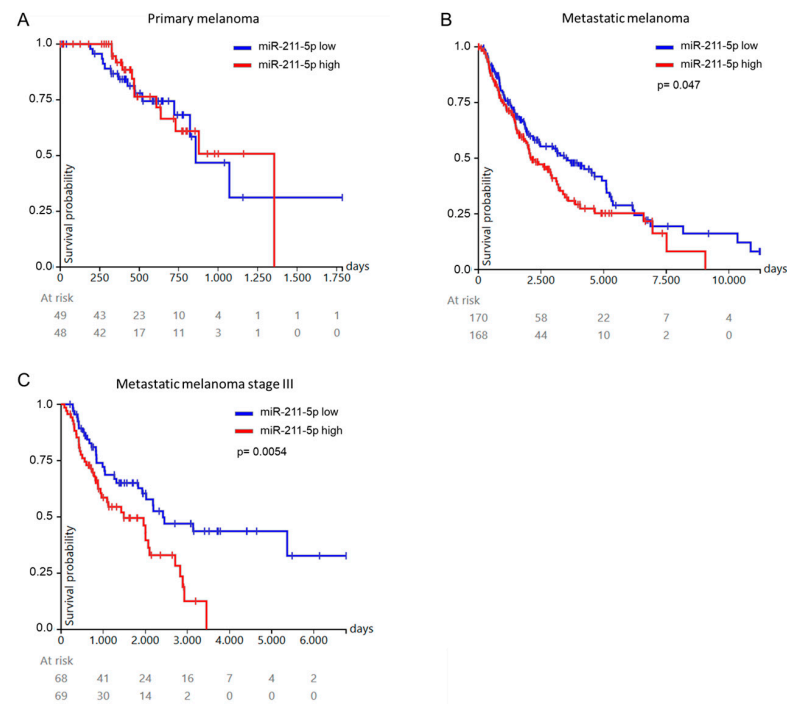 A
Primary melanoma
1.0
0.75
0.5
0.25
0.0
Survival probability
miR-211-5p low
miR-211-5p high
0 250 500 750 1.000 1.250 1.500 1.750 days
At risk
49 43 23 10 4 1 1 1
48 42 17 11 3 1 0 0
B
Metastatic melanoma
1.0
0.75
0.5
0.25
0.0
Survival probability
miR-211-5p low
miR-211-5p high
p= 0.047
0 2.500 5.000 7.500 10.000 days
At risk
170 58 22 7 4
168 44 10 2 0
C
Metastatic melanoma stage III
1.0
0.75
0.5
0.25
0.0
Survival probability
miR-211-5p low
miR-211-5p high
p= 0.0054
0 1.000 2.000 3.000 4.000 5.000 6.000 days
At risk
68 41 24 16 7 4 2
69 30 14 2 0 0 0